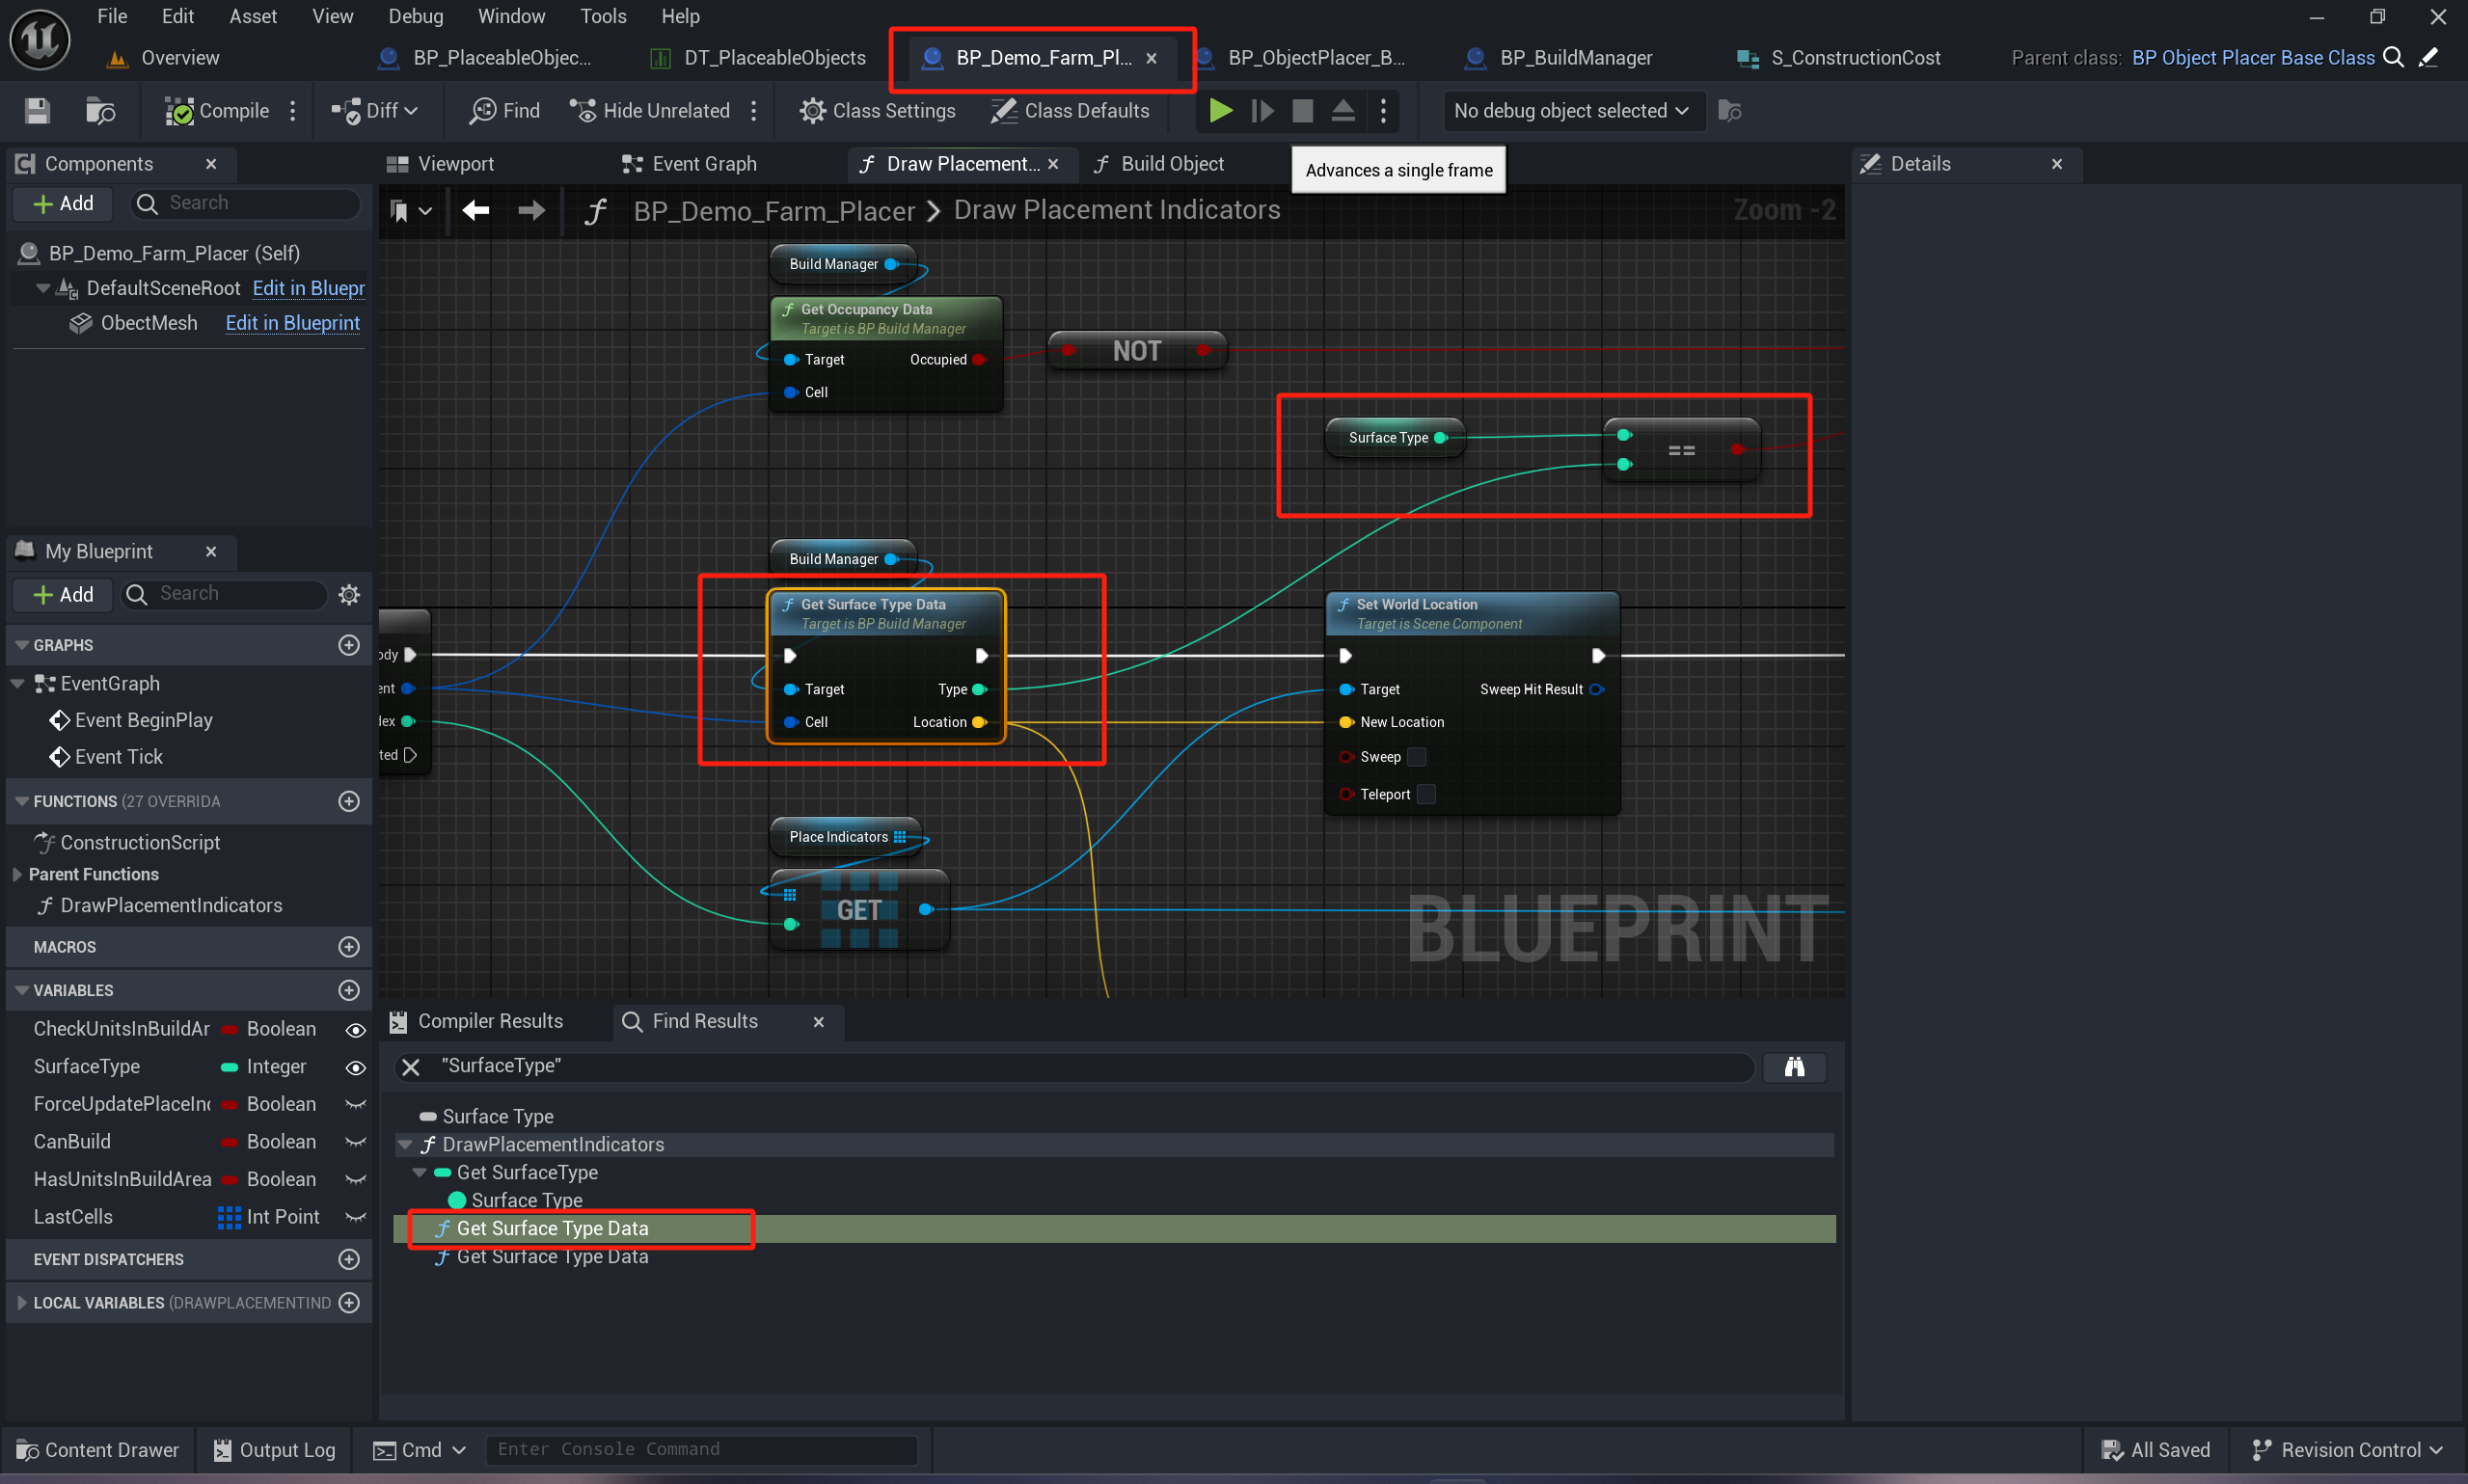 File Edit Asset View Debug Window Tools Help
Overview BP_PlaceableObjec... DT_PlaceableObjects BP_Demo_Farm_Pl... BP_ObjectPlacer_B... BP_BuildManager S_ConstructionCost Parent class: BP Object Placer Base Class
Compile Diff Find Hide Unrelated Class Settings Class Defaults No debug object selected
Components Viewport Event Graph Draw Placement... Build Object Details
Advances a single frame
Add Search
BP_Demo_Farm_Placer > Draw Placement Indicators Zoom -2
BP_Demo_Farm_Placer (Self)
DefaultSceneRoot Edit in Bluepr
ObectMesh Edit in Blueprint
Build Manager
Get Occupancy Data
Target is BP Build Manager
Target Occupied
Cell
NOT
Surface Type
==
Build Manager
Get Surface Type Data
Target is BP Build Manager
Target Type
Cell Location
Set World Location
Target is Scene Component
Target Sweep Hit Result
New Location
Sweep
Teleport
ody
ent
dex
ted
Place Indicators
GET
BLUEPRINT
My Blueprint
Add Search
GRAPHS
EventGraph
Event BeginPlay
Event Tick
FUNCTIONS (27 OVERRIDA
ConstructionScript
Parent Functions
DrawPlacementIndicators
MACROS
VARIABLES
CheckUnitsInBuildAr Boolean
SurfaceType Integer
ForceUpdatePlaceInd Boolean
CanBuild Boolean
HasUnitsInBuildArea Boolean
LastCells Int Point
EVENT DISPATCHERS
LOCAL VARIABLES (DRAWPLACEMENTIND
Compiler Results Find Results
"SurfaceType"
Surface Type
DrawPlacementIndicators
Get SurfaceType
Surface Type
Get Surface Type Data
Get Surface Type Data
Content Drawer Output Log Cmd Enter Console Command All Saved Revision Control